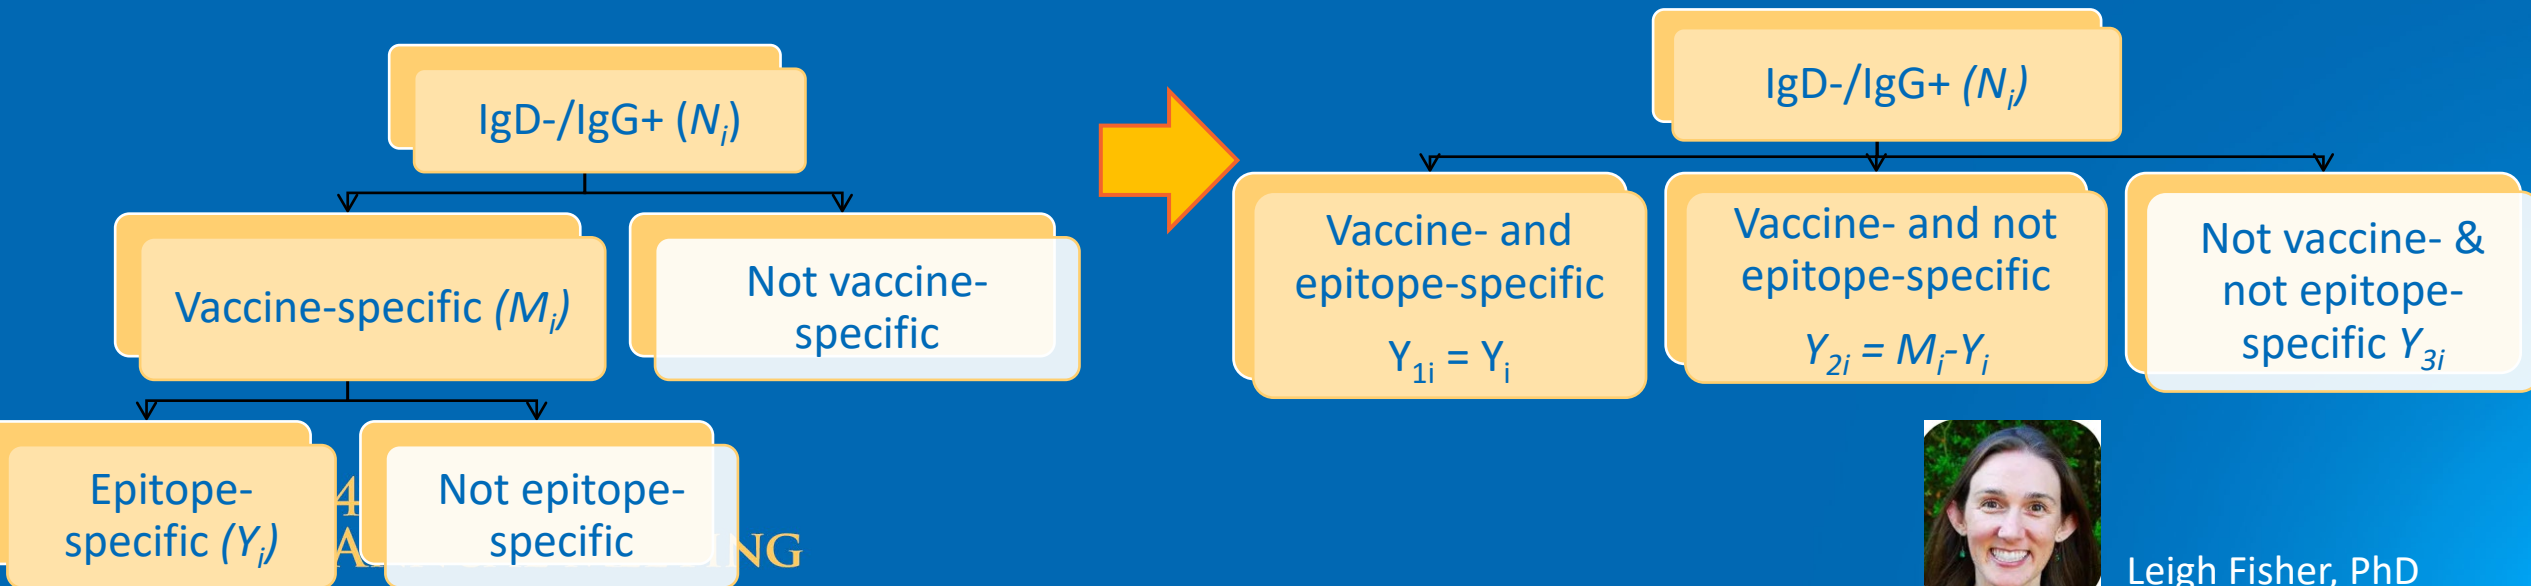 IgD-/IgG+ (Ni)
Vaccine-specific (Mi)
Not vaccine-
specific
Epitope-
specific (Yi)
Not epitope-
specific
IgD-/IgG+ (Ni)
Vaccine- and
epitope-specific
Y1i = Yi
Vaccine- and not
epitope-specific
Y2i = Mi-Yi
Not vaccine- &
not epitope-
specific Y3i
Leigh Fisher, PhD